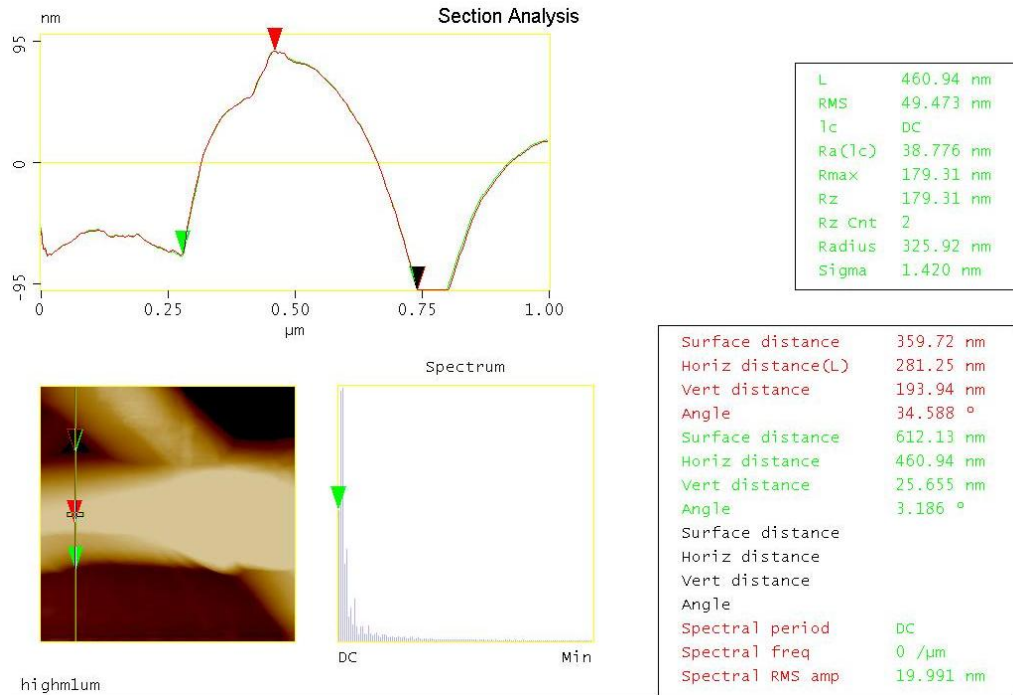 Section Analysis
nm
95
0
-95
0 0.25 0.50 0.75 1.00
µm
L 460.94 nm
RMS 49.473 nm
lc DC
Ra(lc) 38.776 nm
Rmax 179.31 nm
Rz 179.31 nm
Rz Cnt 2
Radius 325.92 nm
Sigma 1.420 nm
Surface distance 359.72 nm
Horiz distance(L) 281.25 nm
Vert distance 193.94 nm
Angle 34.588 º
Surface distance 612.13 nm
Horiz distance 460.94 nm
Vert distance 25.655 nm
Angle 3.186 º
Surface distance
Horiz distance
Vert distance
Angle
Spectral period DC
Spectral freq 0 /µm
Spectral RMS amp 19.991 nm
Spectrum
DC Min
highm1um